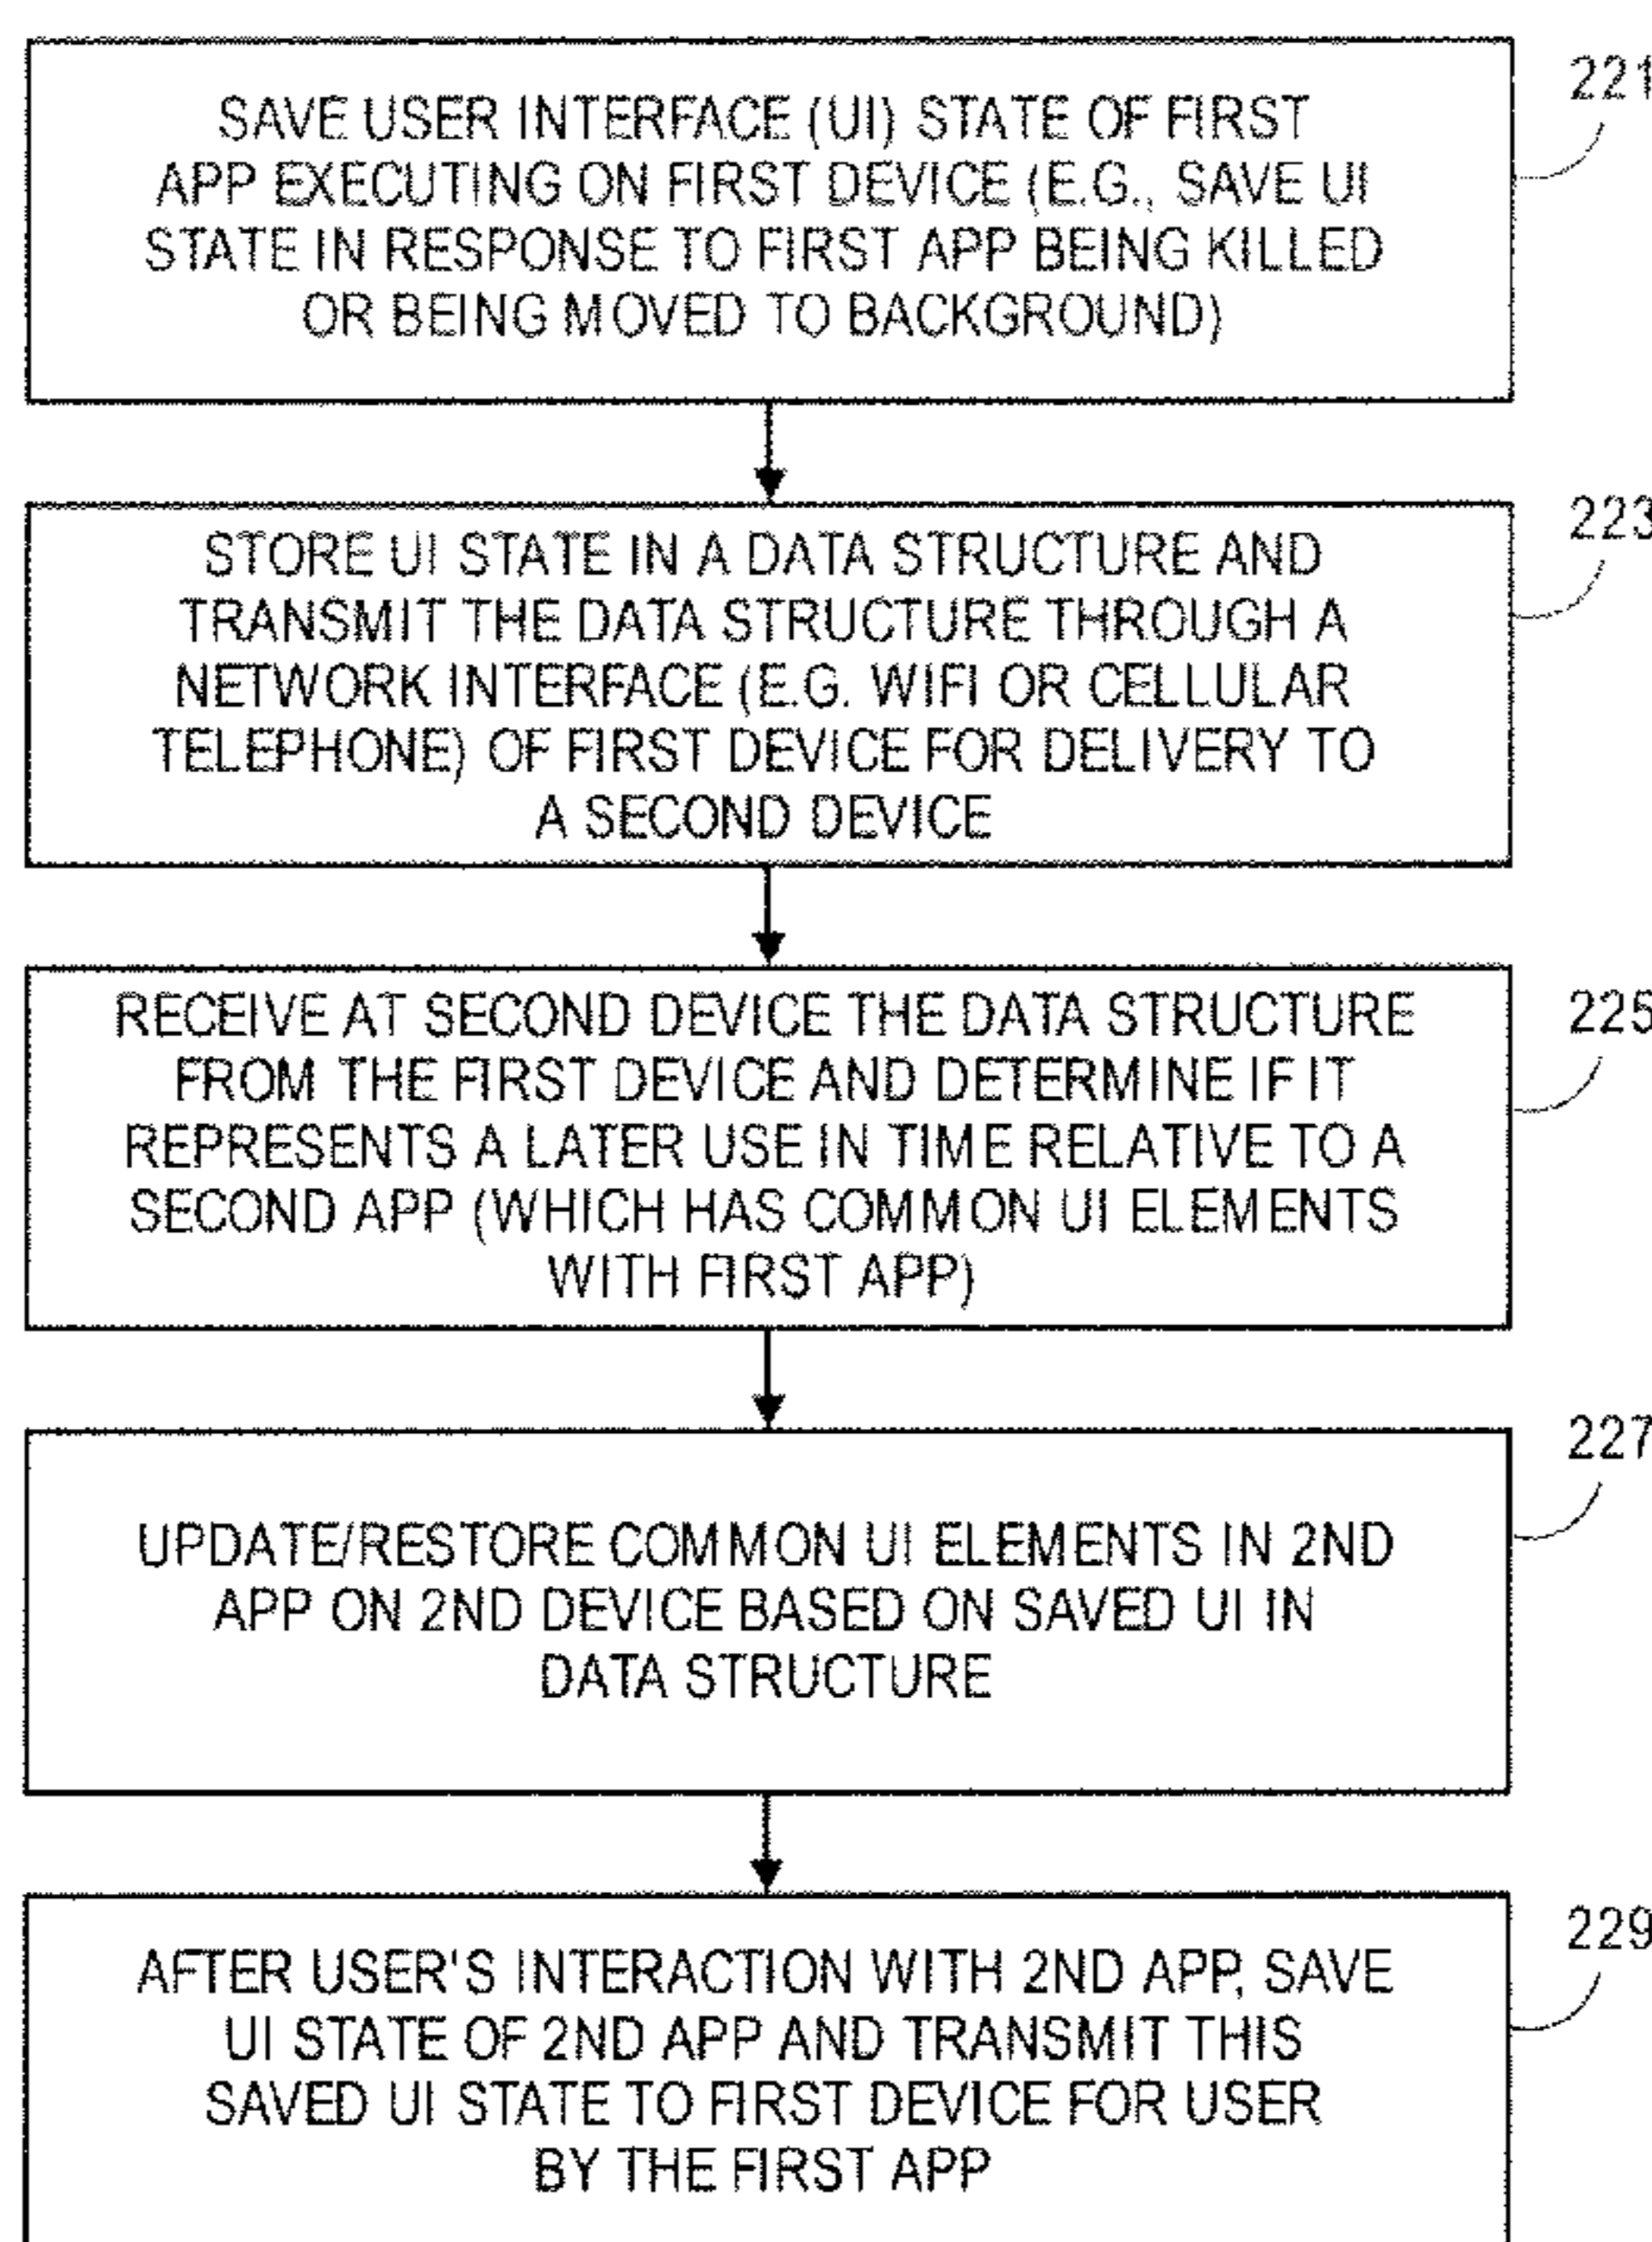 SAVE USER INTERFACE (UI) STATE OF FIRST
APP EXECUTING ON FIRST DEVICE (E.G., SAVE UI
STATE IN RESPONSE TO FIRST APP BEING KILLED
OR BEING MOVED TO BACKGROUND)
221
STORE UI STATE IN A DATA STRUCTURE AND
TRANSMIT THE DATA STRUCTURE THROUGH A
NETWORK INTERFACE (E.G. WIFI OR CELLULAR
TELEPHONE) OF FIRST DEVICE FOR DELIVERY TO
A SECOND DEVICE
223
RECEIVE AT SECOND DEVICE THE DATA STRUCTURE
FROM THE FIRST DEVICE AND DETERMINE IF IT
REPRESENTS A LATER USE IN TIME RELATIVE TO A
SECOND APP (WHICH HAS COMMON UI ELEMENTS
WITH FIRST APP)
225
UPDATE/RESTORE COMMON UI ELEMENTS IN 2ND
APP ON 2ND DEVICE BASED ON SAVED UI IN
DATA STRUCTURE
227
AFTER USER'S INTERACTION WITH 2ND APP, SAVE
UI STATE OF 2ND APP AND TRANSMIT THIS
SAVED UI STATE TO FIRST DEVICE FOR USER
BY THE FIRST APP
229